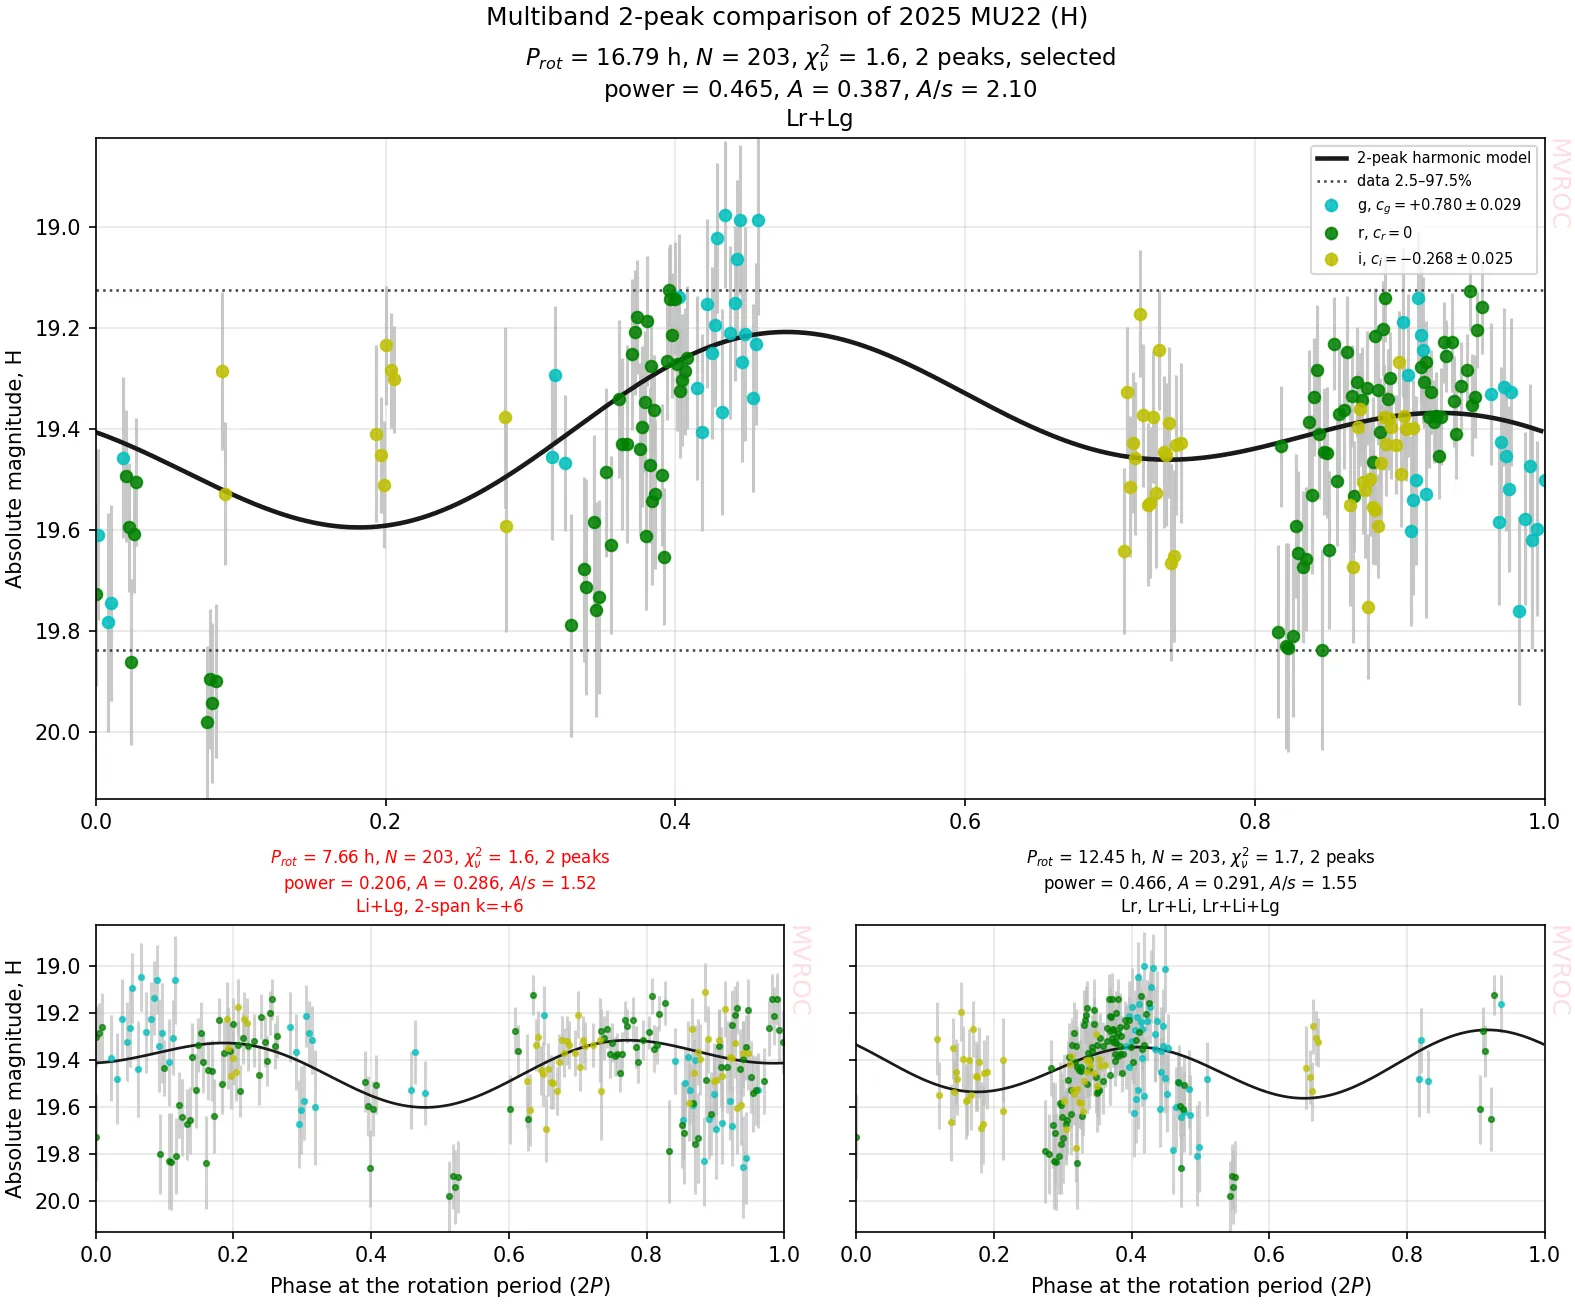 Multiband 2-peak comparison of 2025 MU22 (H)
P_rot = 16.79 h, N = 203, χ²_ν = 1.6, 2 peaks, selected
power = 0.465, A = 0.387, A/s = 2.10
Lr+Lg
Absolute magnitude, H
19.0
19.2
19.4
19.6
19.8
20.0
0.0 0.2 0.4 0.6 0.8 1.0
2-peak harmonic model
data 2.5–97.5%
g, c_g = +0.780 ± 0.029
r, c_r = 0
i, c_i = −0.268 ± 0.025
MVROC
P_rot = 7.66 h, N = 203, χ²_ν = 1.6, 2 peaks
power = 0.206, A = 0.286, A/s = 1.52
Li+Lg, 2-span k=+6
Absolute magnitude, H
19.0
19.2
19.4
19.6
19.8
20.0
0.0 0.2 0.4 0.6 0.8 1.0
Phase at the rotation period (2P)
MVROC
P_rot = 12.45 h, N = 203, χ²_ν = 1.7, 2 peaks
power = 0.466, A = 0.291, A/s = 1.55
Lr, Lr+Li, Lr+Li+Lg
0.0 0.2 0.4 0.6 0.8 1.0
Phase at the rotation period (2P)
MVROC